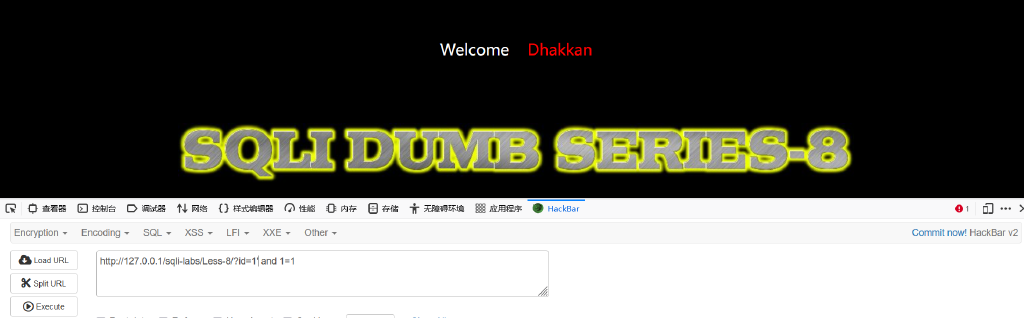 Welcome Dhakkan
SQLI DUMB SERIES-8
查看器 控制台 调试器 网络 样式编辑器 性能 内存 存储 无障碍环境 应用程序 HackBar 1
Encryption Encoding SQL XSS LFI XXE Other Commit now! HackBar v2
Load URL http://127.0.0.1/sqli-labs/Less-8/?id=1' and 1=1
Split URL
Execute